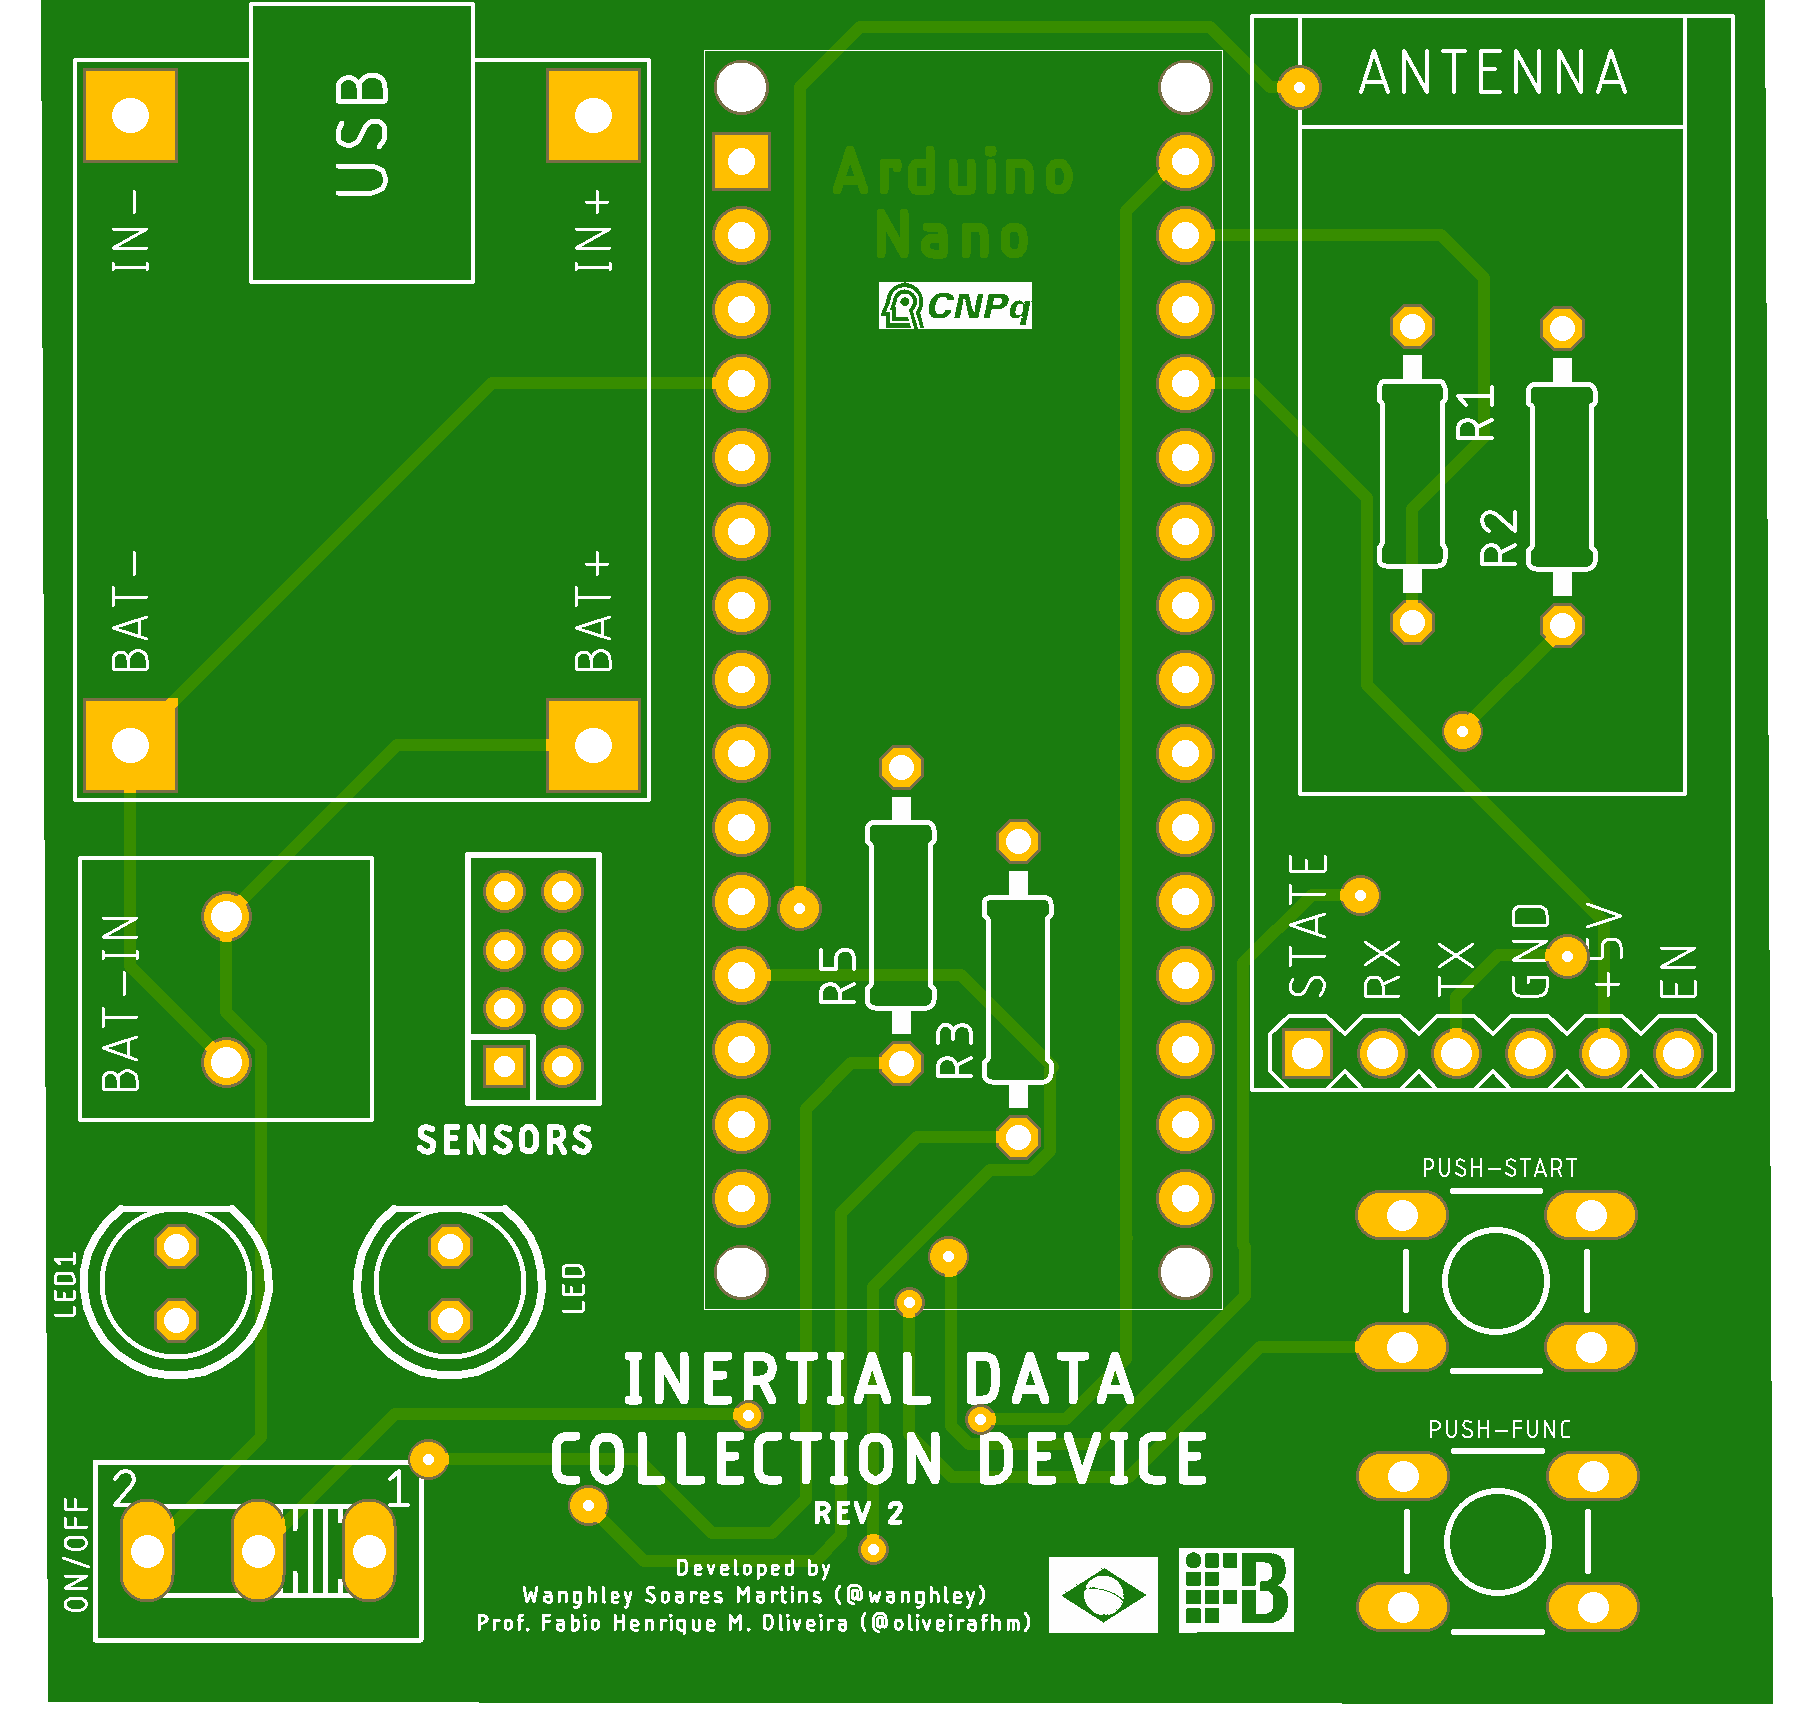 USB
ANTENNA
IN-
IN+
Arduino
Nano
CNPq
R1
R2
BAT-
BAT+
STATE
RX
TX
GND
+5V
EN
BAT-IN
R5
R3
SENSORS
PUSH-START
LED1
LED
INERTIAL DATA
COLLECTION DEVICE
REV 2
PUSH-FUNC
2
1
ON/OFF
Developed by
Wanghley Soares Martins (@wanghley)
Prof. Fabio Henrique M. Oliveira (@oliveirafhm)
B